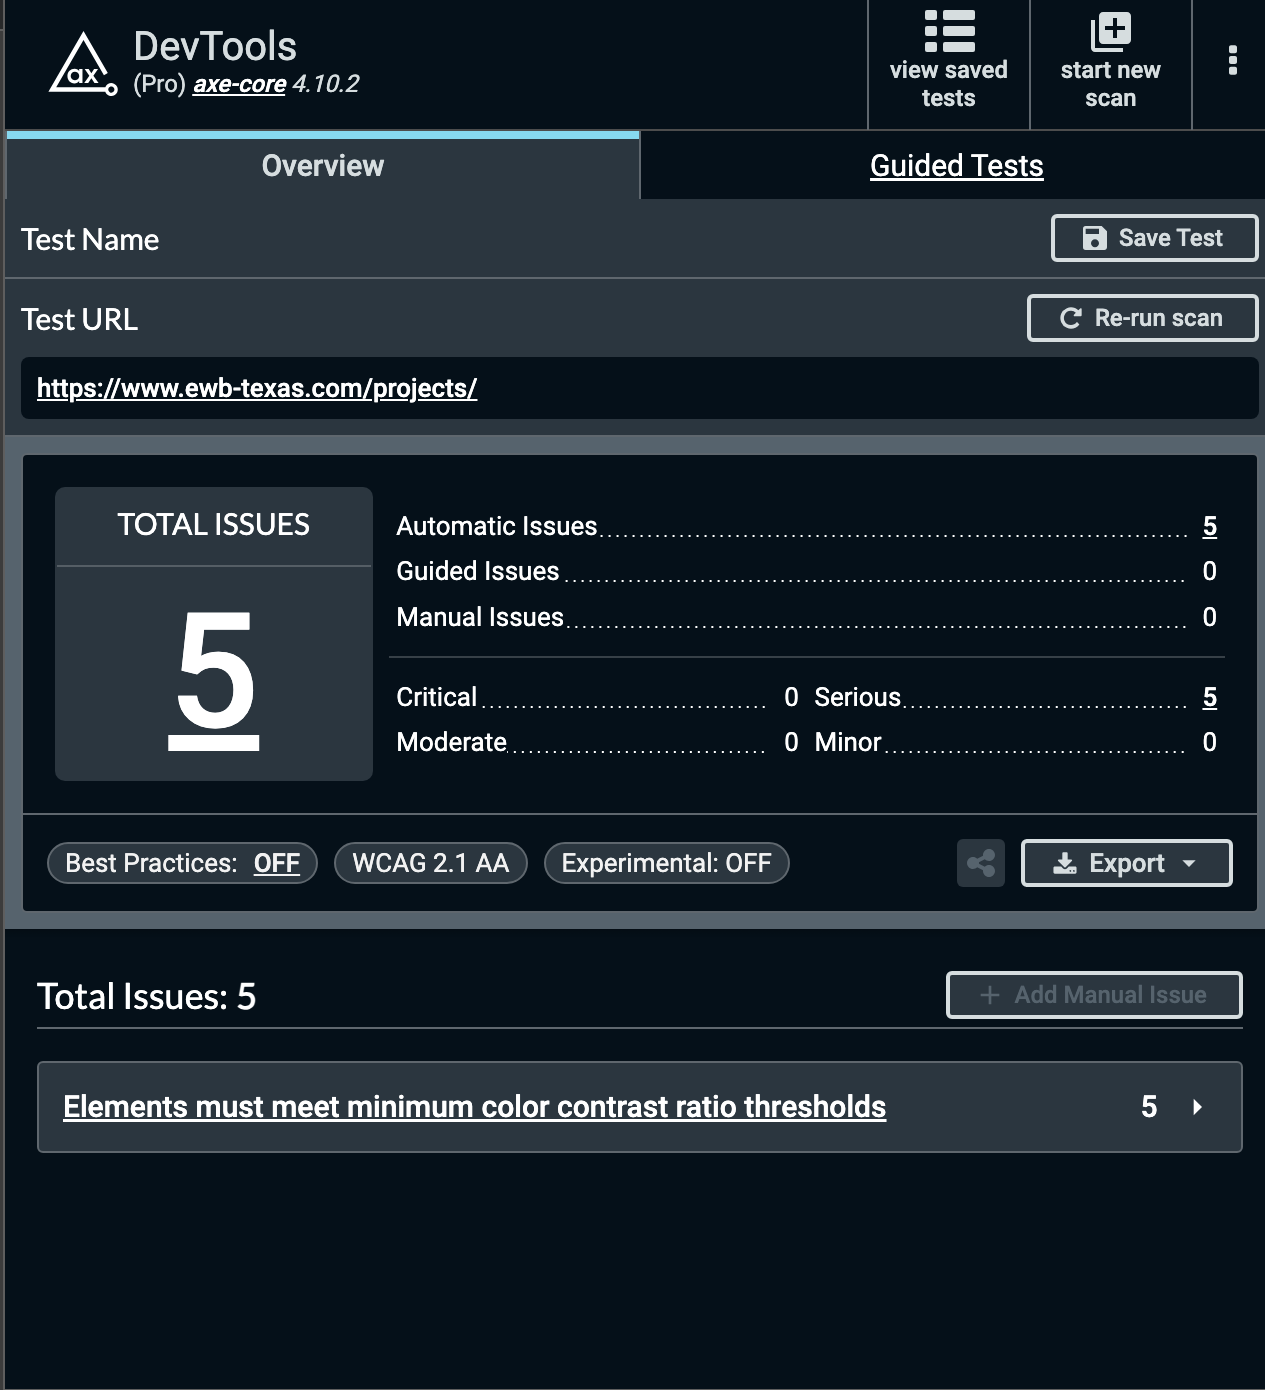 ax
DevTools
(Pro) axe-core 4.10.2
view saved
tests
start new
scan
Overview
Guided Tests
Test Name
Save Test
Test URL
Re-run scan
https://www.ewb-texas.com/projects/
TOTAL ISSUES
5
Automatic Issues 5
Guided Issues 0
Manual Issues 0
Critical 0 Serious 5
Moderate 0 Minor 0
Best Practices: OFF WCAG 2.1 AA Experimental: OFF Export
Total Issues: 5
+ Add Manual Issue
Elements must meet minimum color contrast ratio thresholds 5